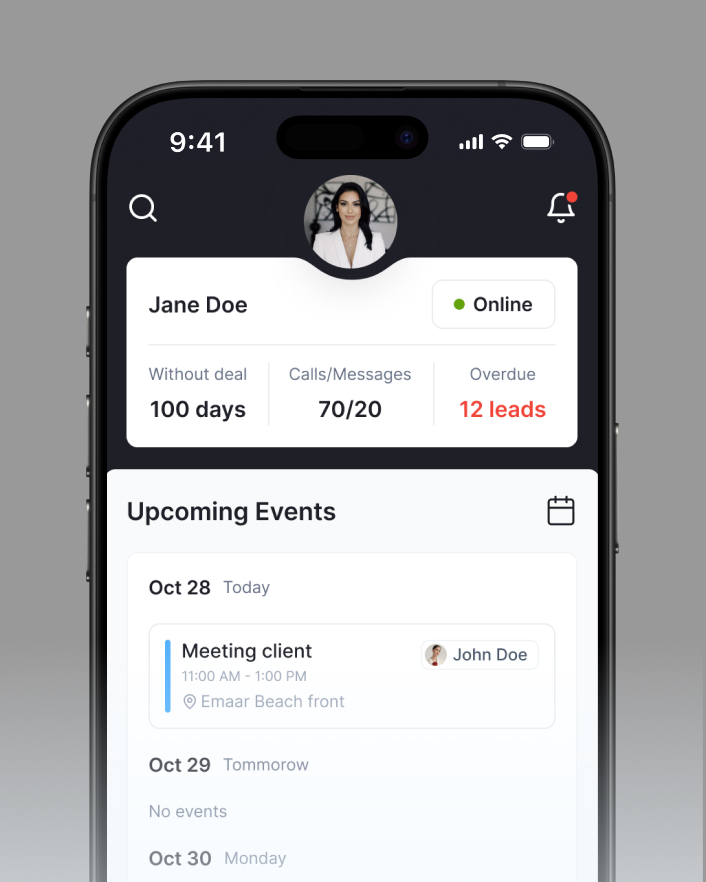 9:41
Jane Doe
Online
Without deal
Calls/Messages
Overdue
100 days
70/20
12 leads
Upcoming Events
Oct 28 Today
Meeting client
John Doe
11:00 AM - 1:00 PM
Emaar Beach front
Oct 29 Tommorow
No events
Oct 30 Monday